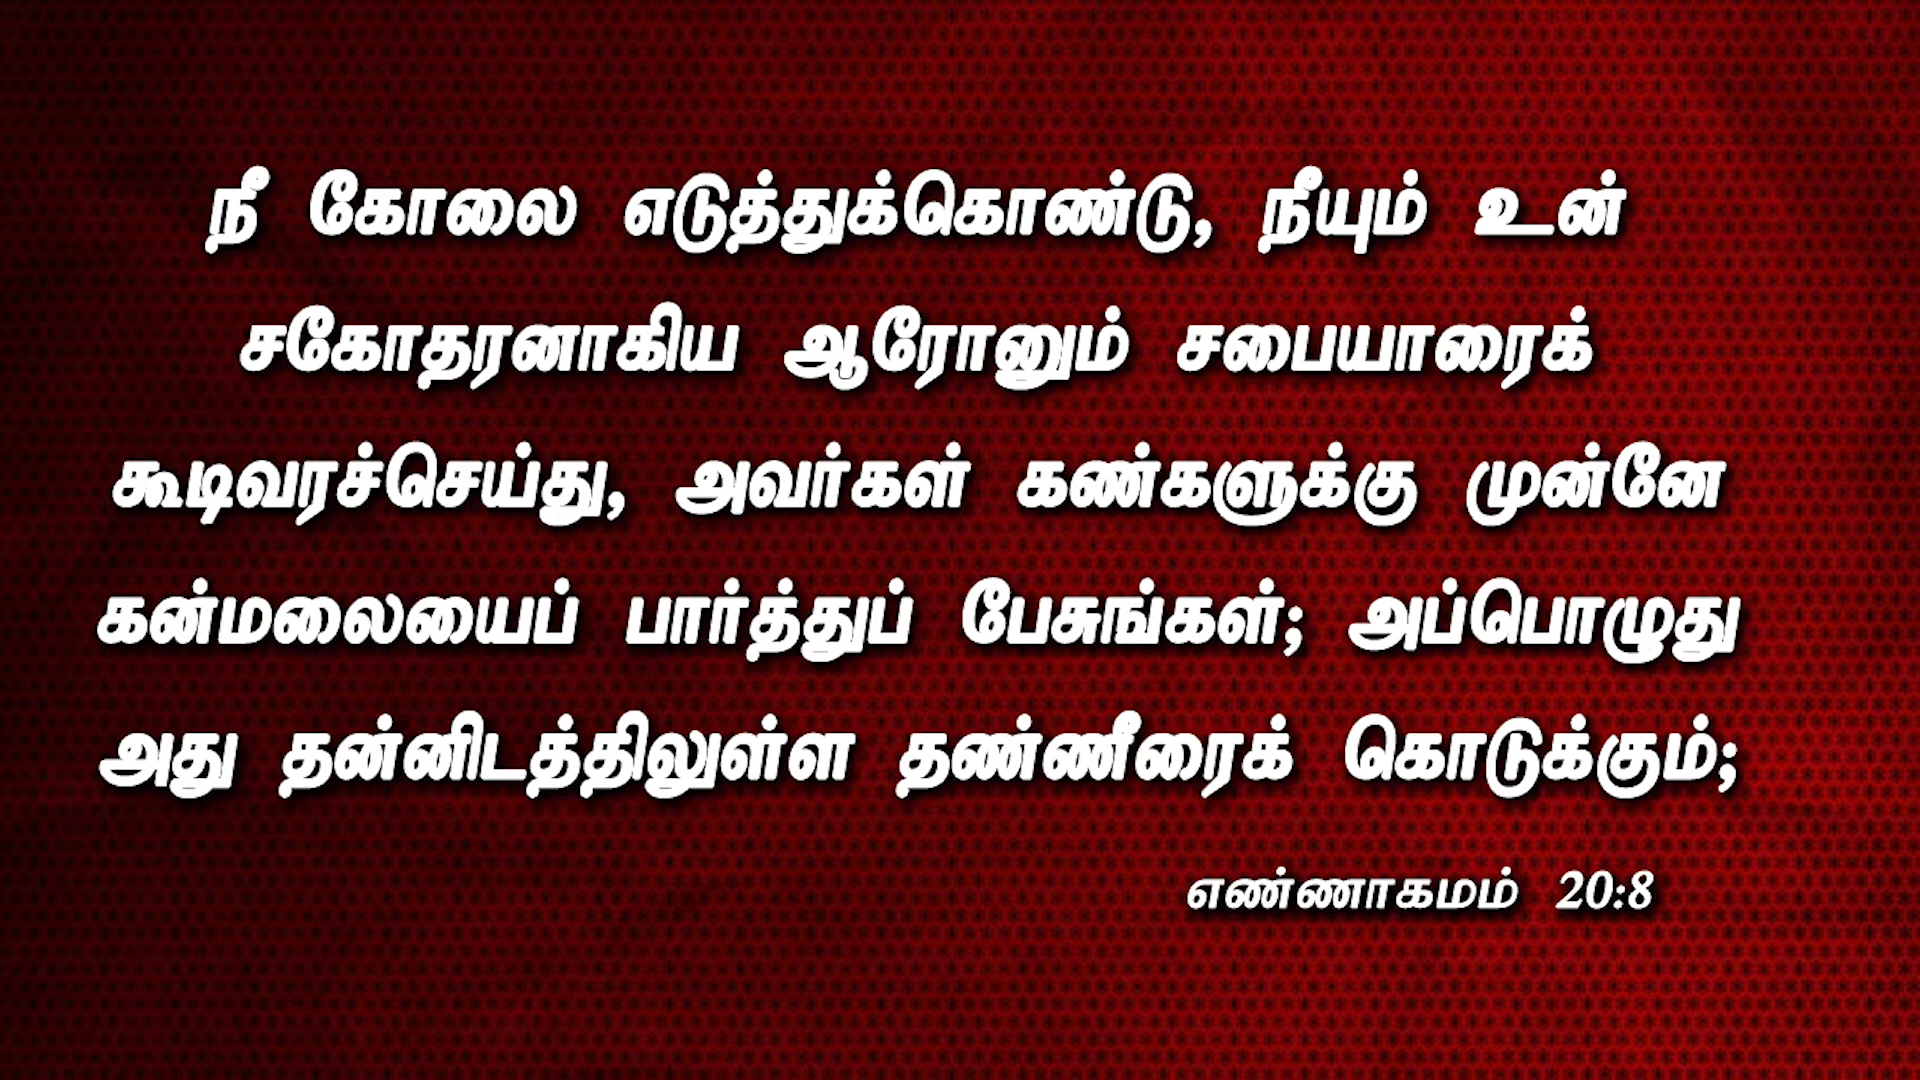 நீ கோலை எடுத்துக்கொண்டு, நீயும் உன்
சகோதரனாகிய ஆரோனும் சபையாரைக்
கூடிவரச்செய்து, அவர்கள் கண்களுக்கு முன்னே
கன்மலையைப் பார்த்துப் பேசுங்கள்; அப்பொழுது
அது தன்னிடத்திலுள்ள தண்ணீரைக் கொடுக்கும்;
எண்ணாகமம் 20:8